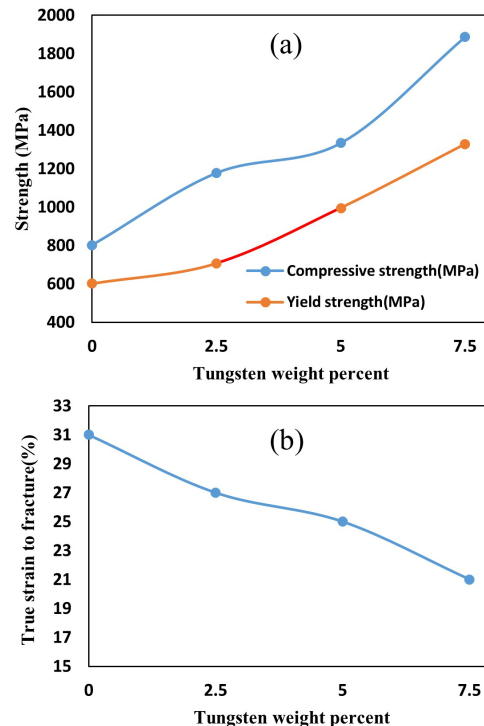 2000
1800
1600
1400
1200
1000
800
600
400
Strength (MPa)
(a)
Compressive strength(MPa)
Yield strength(MPa)
0 2.5 5 7.5
Tungsten weight percent
33
31
29
27
25
23
21
19
17
15
True strain to fracture(%)
(b)
0 2.5 5 7.5
Tungsten weight percent